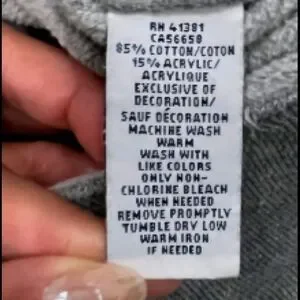 RN 41381
CA56658
85% COTTON/COTON
15% ACRYLIC/
ACRYLIQUE
EXCLUSIVE OF
DECORATION/
SAUF DÉCORATION
MACHINE WASH
WARM
WASH WITH
LIKE COLORS
ONLY NON-
CHLORINE BLEACH
WHEN NEEDED
REMOVE PROMPTLY
TUMBLE DRY LOW
WARM IRON
IF NEEDED